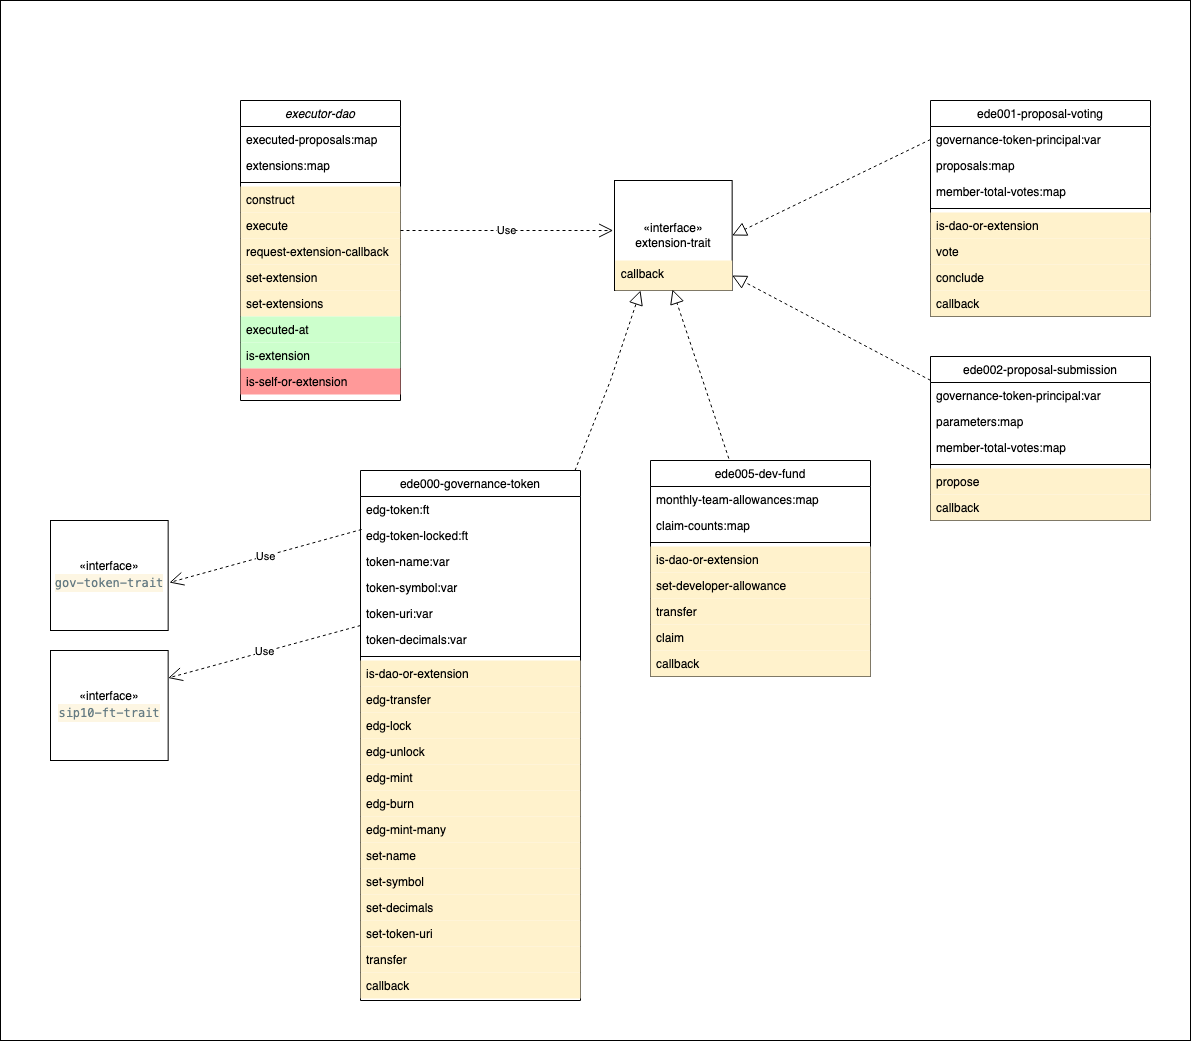 executor-dao
executed-proposals:map
extensions:map
construct
execute
request-extension-callback
set-extension
set-extensions
executed-at
is-extension
is-self-or-extension
Use
«interface»
extension-trait
callback
ede001-proposal-voting
governance-token-principal:var
proposals:map
member-total-votes:map
is-dao-or-extension
vote
conclude
callback
ede002-proposal-submission
governance-token-principal:var
parameters:map
member-total-votes:map
propose
callback
«interface»
gov-token-trait
Use
«interface»
sip10-ft-trait
Use
ede000-governance-token
edg-token:ft
edg-token-locked:ft
token-name:var
token-symbol:var
token-uri:var
token-decimals:var
is-dao-or-extension
edg-transfer
edg-lock
edg-unlock
edg-mint
edg-burn
edg-mint-many
set-name
set-symbol
set-decimals
set-token-uri
transfer
callback
ede005-dev-fund
monthly-team-allowances:map
claim-counts:map
is-dao-or-extension
set-developer-allowance
transfer
claim
callback